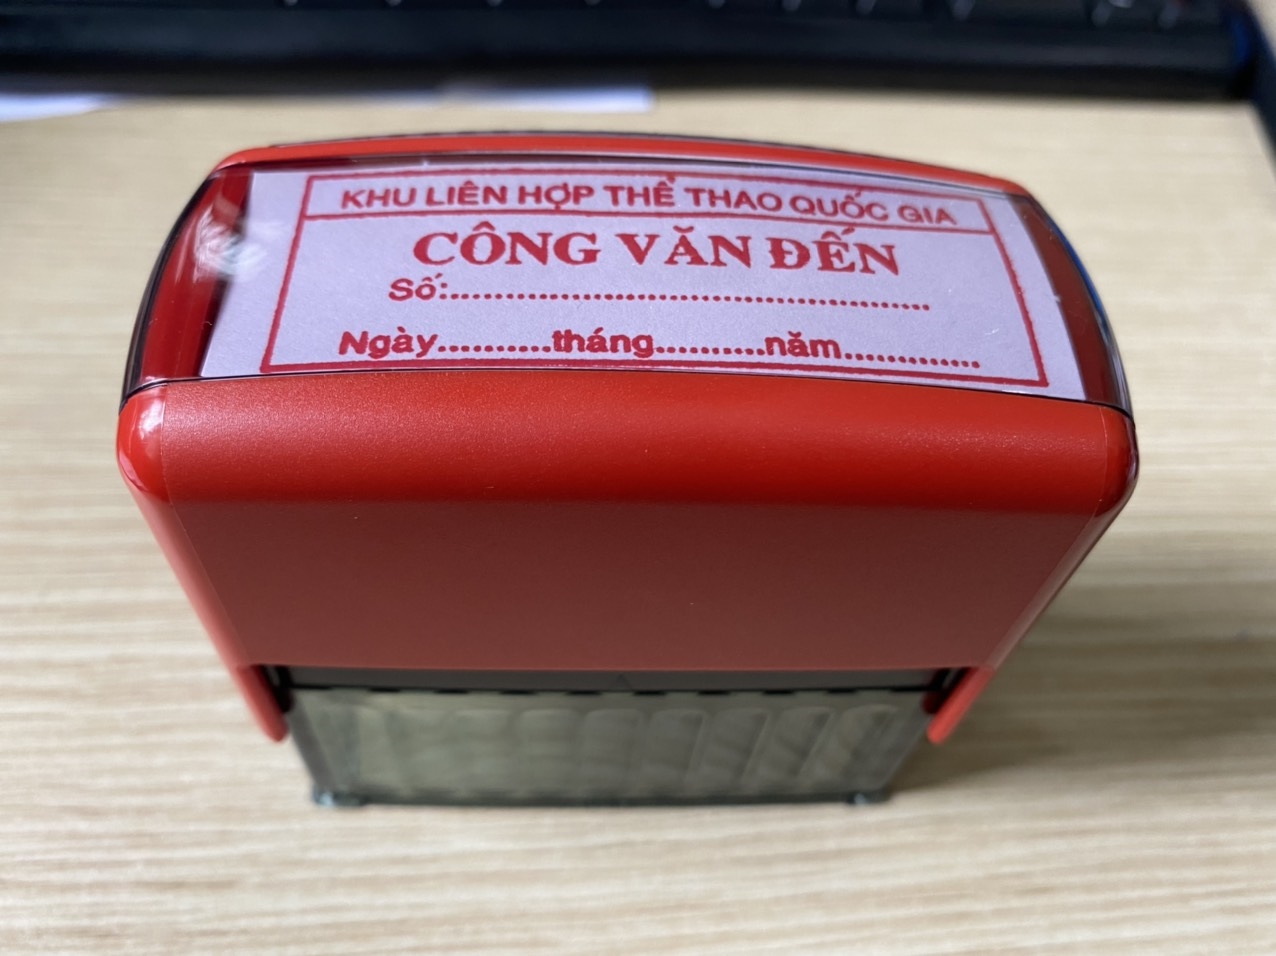 KHU LIÊN HỢP THỂ THAO QUỐC GIA
CÔNG VĂN ĐẾN
Số:.....................................................
Ngày...........tháng...........năm.............